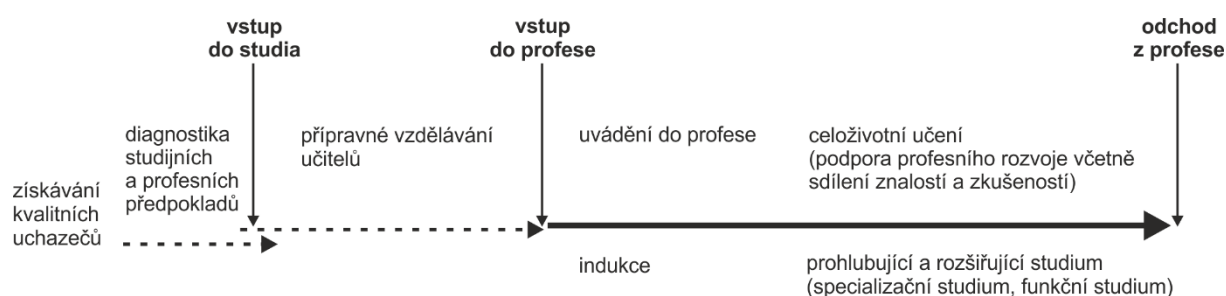 vstup
do studia
vstup
do profese
odchod
z profese
diagnostika
studijních
a profesních
předpokladů
přípravné vzdělávání
učitelů
uvádění do profese
celoživotní učení
(podpora profesního rozvoje včetně
sdílení znalostí a zkušeností)
získávání
kvalitních
uchazečů
indukce
prohlubující a rozšiřující studium
(specializační studium, funkční studium)